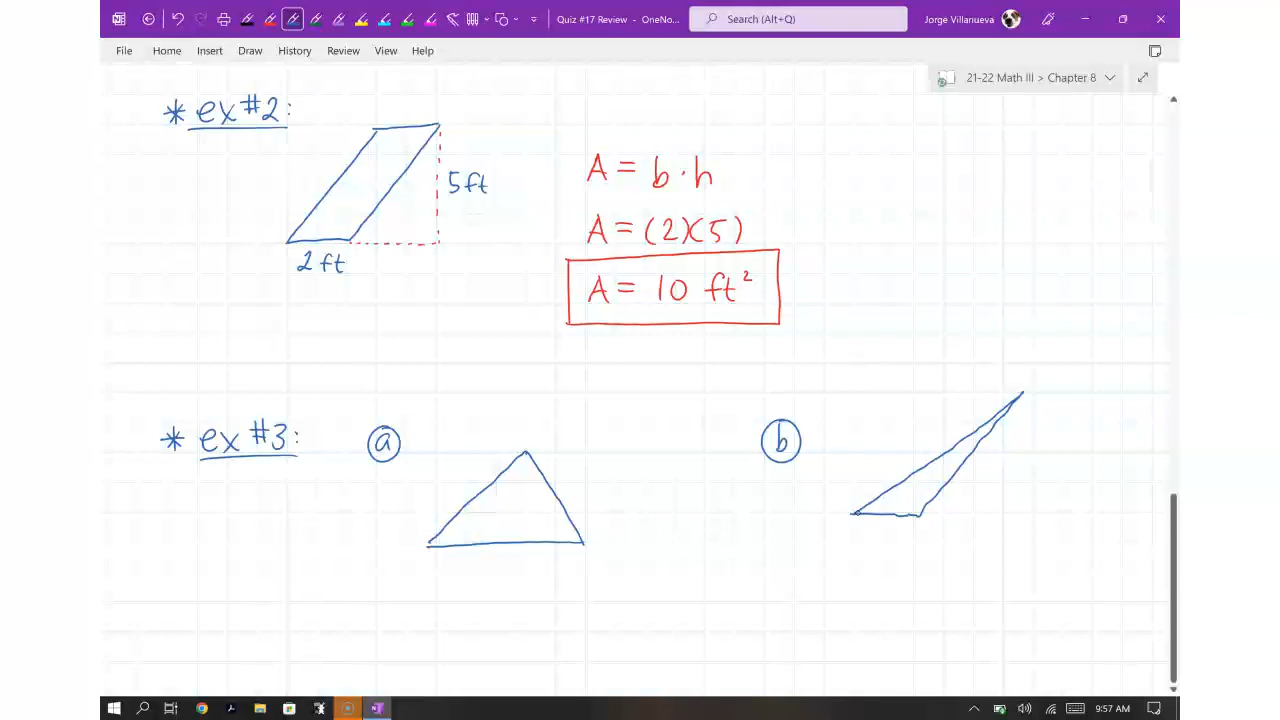 Quiz #17 Review - OneNo...
Search (Alt+Q)
Jorge Villanueva
File Home Insert Draw History Review View Help
21-22 Math III > Chapter 8
* ex #2:
5 ft
2 ft
A = b · h
A = (2)(5)
A = 10 ft²
* ex #3:
a
b
9:57 AM